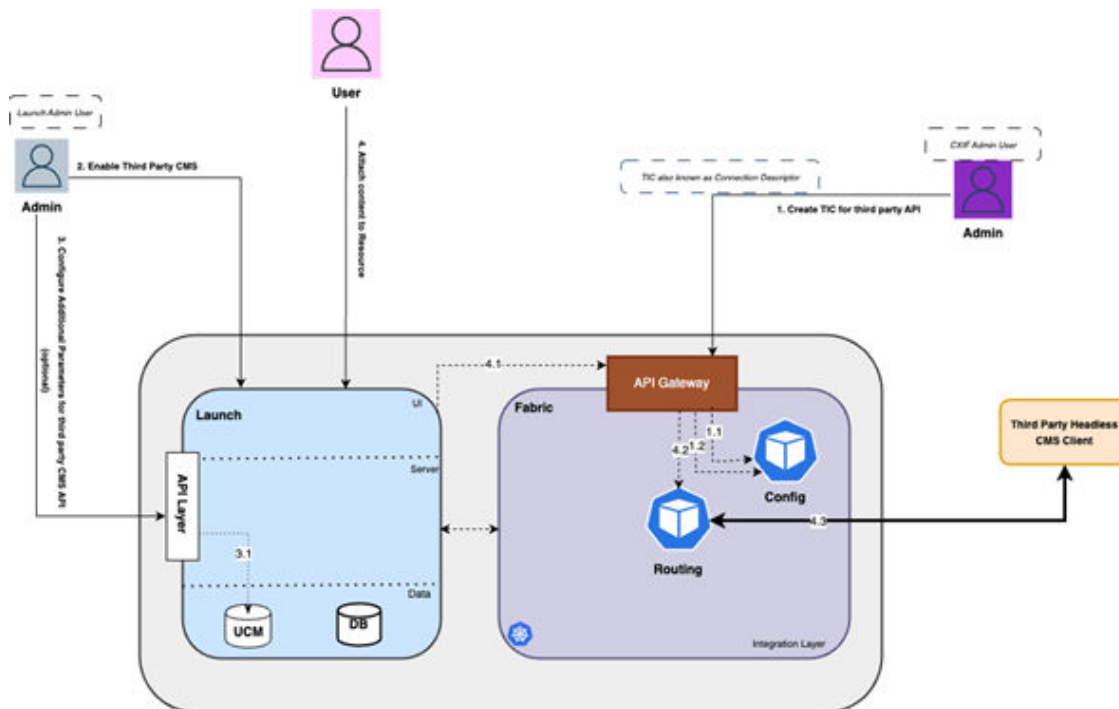 User
Launch Admin User
2. Enable Third Party CMS
Admin
4. Attach content to Resource
TIC also known as Connection Descriptor
CXIF Admin User
1. Create TIC for third party API
Admin
3. Configure Additional Parameters for third party CMS API
(optional)
4.1
API Gateway
Launch
UI
Fabric
1.1
1.2
4.2
Third Party Headless
CMS Client
Server
API Layer
Config
4.3
3.1
Routing
Data
UCM
DB
Integration Layer